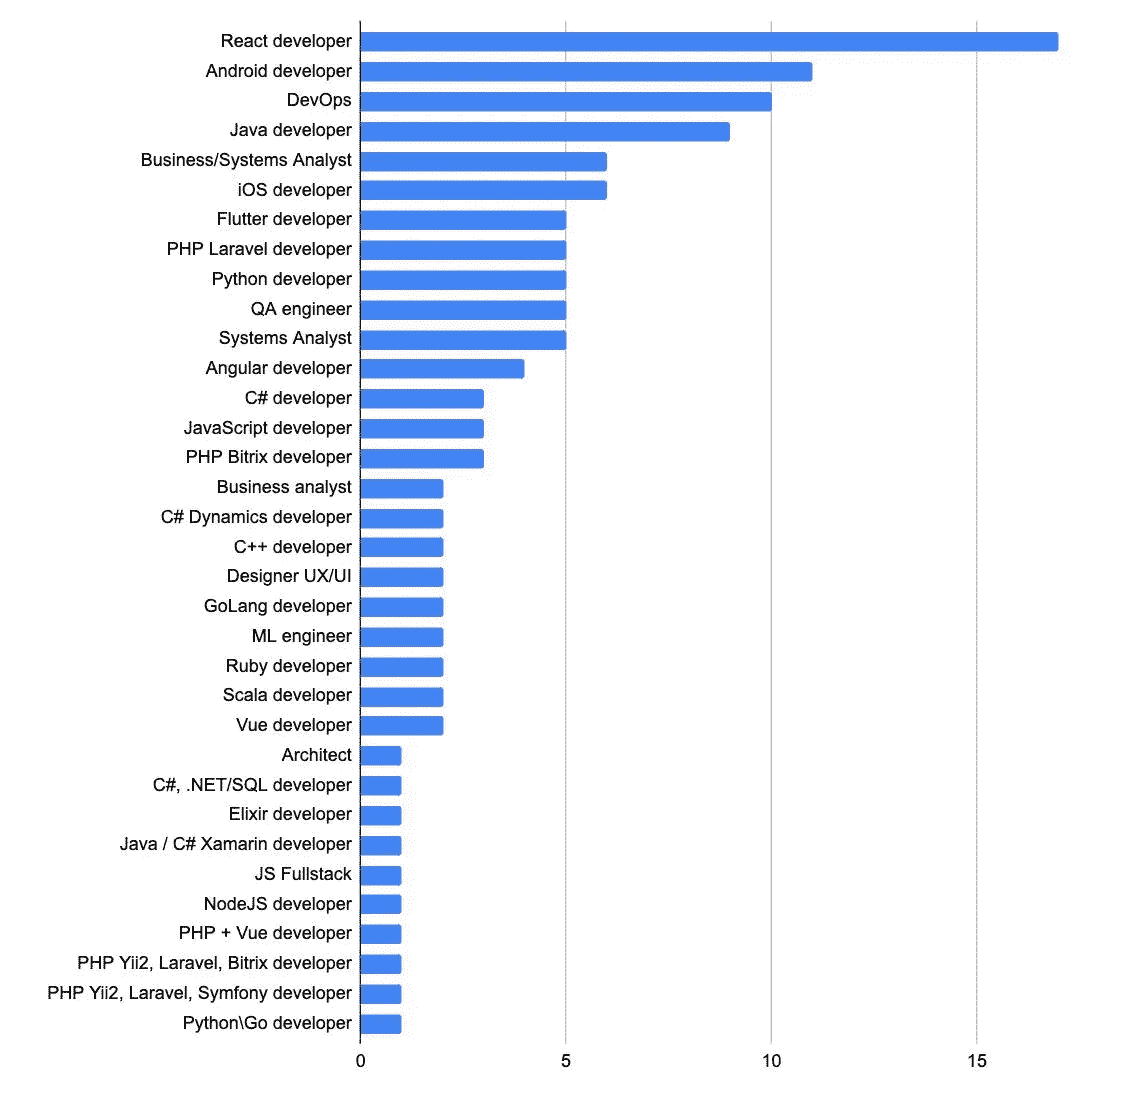 React developer
Android developer
DevOps
Java developer
Business/Systems Analyst
iOS developer
Flutter developer
PHP Laravel developer
Python developer
QA engineer
Systems Analyst
Angular developer
C# developer
JavaScript developer
PHP Bitrix developer
Business analyst
C# Dynamics developer
C++ developer
Designer UX/UI
GoLang developer
ML engineer
Ruby developer
Scala developer
Vue developer
Architect
C#, .NET/SQL developer
Elixir developer
Java / C# Xamarin developer
JS Fullstack
NodeJS developer
PHP + Vue developer
PHP Yii2, Laravel, Bitrix developer
PHP Yii2, Laravel, Symfony developer
Python\Go developer
0 5 10 15